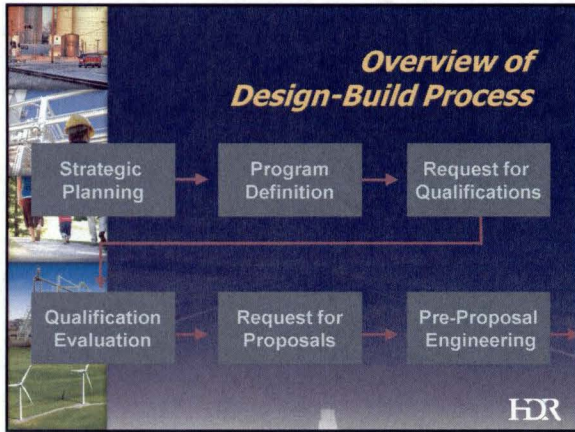 Overview of
Design-Build Process
Strategic
Planning
Program
Definition
Request for
Qualifications
Qualification
Evaluation
Request for
Proposals
Pre-Proposal
Engineering
HDR